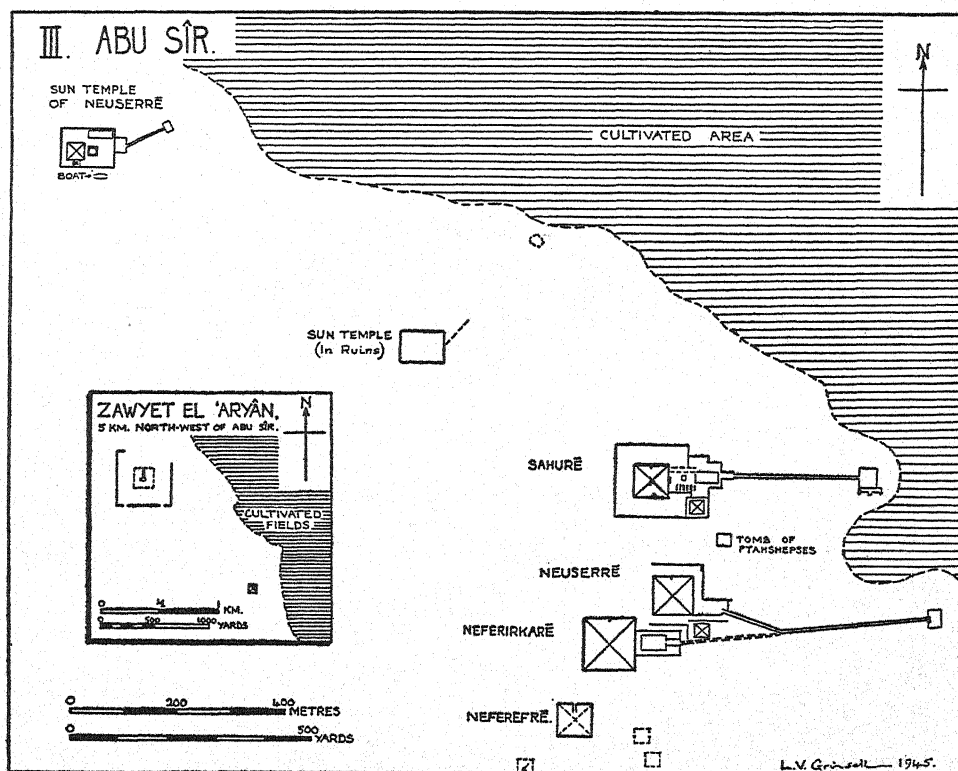 III. ABU SÎR.
N
SUN TEMPLE
OF NEUSERRĒ
CULTIVATED AREA
BOAT
SUN TEMPLE
(In Ruins)
ZAWYET EL 'ARYÂN,
5 KM. NORTH-WEST OF ABU SÎR.
N
CULTIVATED
FIELDS
0 ½ 1 KM.
0 500 1000 YARDS
SAHURĒ
TOMB OF
PTAHSHEPSES
NEUSERRĒ
NEFERIRKARĒ
NEFEREFRĒ
0 200 400 METRES
0 500 YARDS
L.V. Grinsell — 1945.